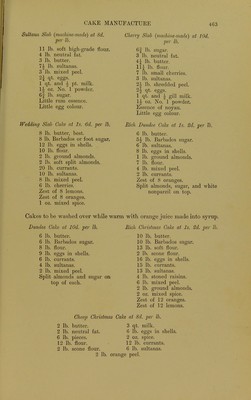 CAKE MANUFACTURE 463
Sultana Slab (machine-made) at 8d.
per lb.
11 lb. soft high-grade flour.
4 lb. neutral fat.
3 lb. butter.
7½ lb. sultanas.
3 lb. mixed peel.
2½ qt. eggs.
1 qt. and ½ pt. milk.
1½ oz. No. 1 powder.
6¾ lb. sugar.
Little rum essence.
Little egg colour.
Cherry Slab (machine-made) at 10d.
per lb.
6½ lb. sugar.
3 lb. neutral fat.
4½ lb. butter.
11½ lb. flour.
7 lb. small cherries.
3 lb. sultanas.
2½ lb. shredded peel.
2½ qt. eggs.
1 qt. and ½ gill milk.
1½ oz. No. 1 powder.
Essence of noyau.
Little egg colour.
Wedding Slab Cake at 1s. 6d. per lb.
8 lb. butter, best.
8 lb. Barbados or foot sugar.
12 lb. eggs in shells.
10 lb. flour.
2 lb. ground almonds.
2 lb. soft split almonds.
20 lb. currants.
10 lb. sultanas.
8 lb. mixed peel.
6 lb. cherries.
Zest of 8 lemons.
Zest of 8 oranges.
1 oz. mixed spice.
Rich Dundee Cake at 1s. 8d. per lb.
6 lb. butter.
5¾ lb. Barbados sugar.
6 lb. sultanas.
9 lb. eggs in shells.
1 lb. ground almonds.
7 lb. flour.
4 lb. mixed peel.
2 lb. currants.
Zest of 8 oranges.
Split almonds, sugar, and white
nonpareil on top.
Cakes to be washed over while warm with orange juice made into syrup.
Dundee Cake at 10d. per lb.
6 lb. butter.
6 lb. Barbados sugar.
8 lb. flour.
9 lb. eggs in shells.
6 lb. currants.
4 lb. sultanas.
2 lb. mixed peel.
Split almonds and sugar on
top of each.
Rich Christmas Cake at 1s. 2d. per lb.
10 lb. butter.
10 lb. Barbados sugar.
13 lb. soft flour.
2 lb. scone flour.
16 lb. eggs in shells.
15 lb. currants.
13 lb. sultanas
4 lb. stoned raisins.
6 lb. mixed peel.
2 lb. ground almonds.
2 oz. mixed spice.
Zest of 12 oranges.
Zest of 12 lemons.
Cheap Christmas Cake at 8d. per lb.
2 lb. butter.
2 lb. neutral fat.
6 lb. pieces.
12 lb. flour.
2 lb. scone flour.
3 qt. milk.
6 lb. eggs in shells.
2 oz. spice.
12 lb. currants.
6 lb. sultanas.
2 lb. orange peel.